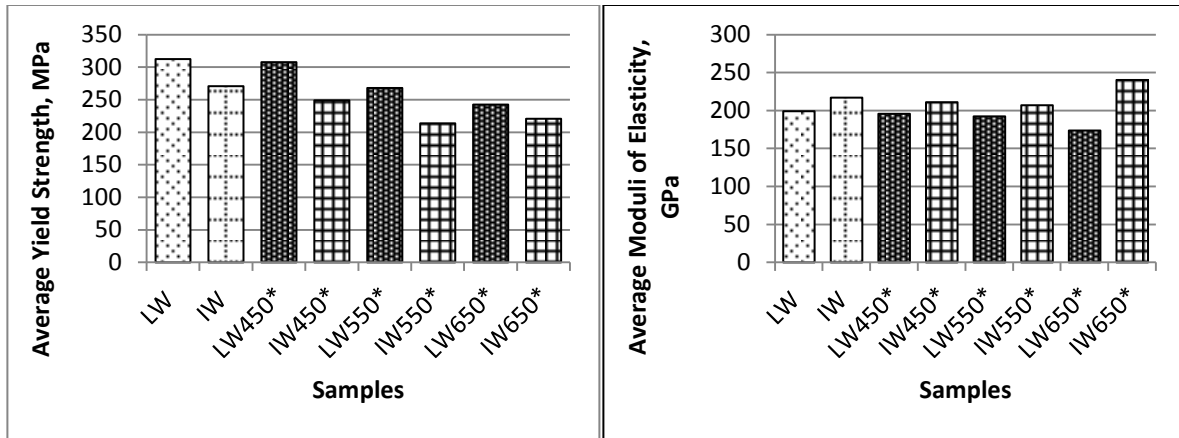 Average Yield Strength, MPa
350
300
250
200
150
100
50
0
LW
IW
LW450*
IW450*
LW550*
IW550*
LW650*
IW650*
Samples
Average Moduli of Elasticity,
GPa
300
250
200
150
100
50
0
LW
IW
LW450*
IW450*
LW550*
IW550*
LW650*
IW650*
Samples